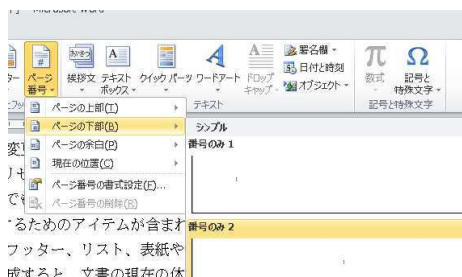 Microsoft Word
ページ番号
挨拶文
テキストボックス
クイック パーツ
ワードアート
ドロップキャップ
署名欄
日付と時刻
オブジェクト
数式
記号と特殊文字
テキスト
記号と特殊文字
ページの上部(T)
ページの下部(B)
ページの余白(P)
現在の位置(C)
ページ番号の書式設定(F)...
ページ番号の削除(R)
シンプル
番号のみ 1
番号のみ 2
るためのアイテムが含まれ
フッター、リスト、表紙や
成すると、文書の現在の体